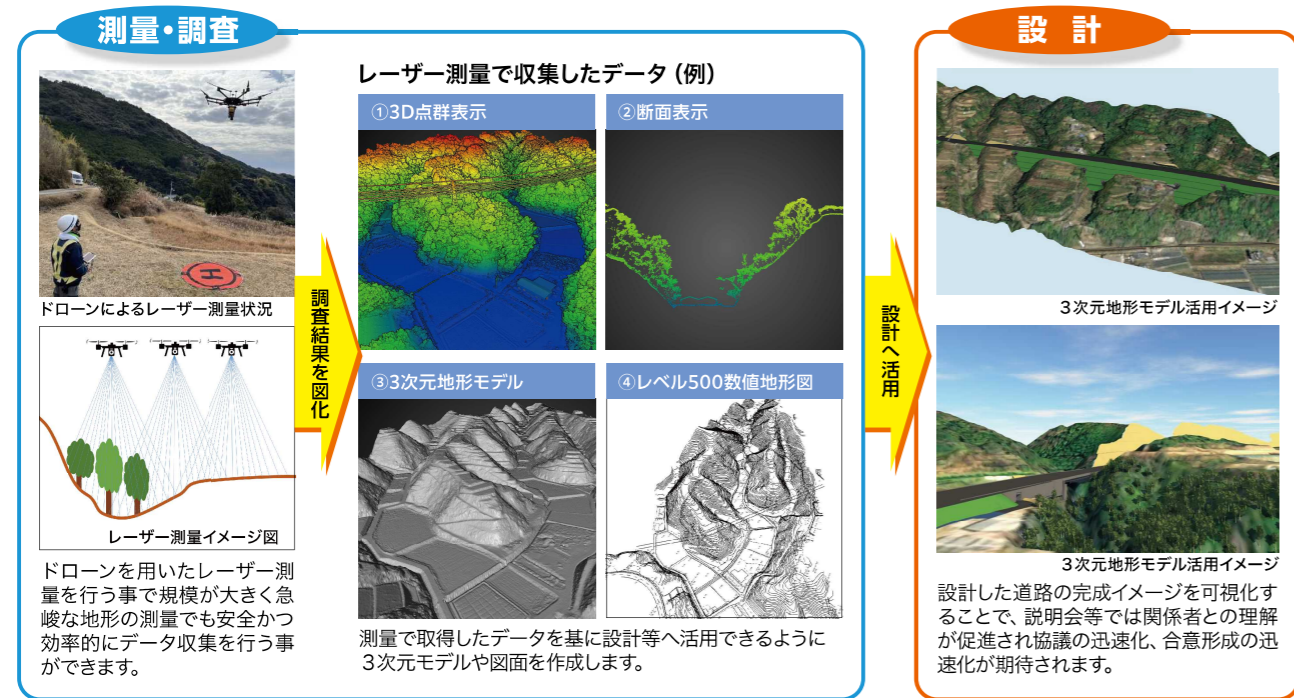 測量・調査
ドローンによるレーザー測量状況
レーザー測量イメージ図
ドローンを用いたレーザー測
量を行う事で規模が大きく急
峻な地形の測量でも安全かつ
効率的にデータ収集を行う事
ができます。
調査結果を図化
レーザー測量で収集したデータ（例）
①3D点群表示
②断面表示
③3次元地形モデル
④レベル500数値地形図
測量で取得したデータを基に設計等へ活用できるように
３次元モデルや図面を作成します。
設計へ活用
設 計
３次元地形モデル活用イメージ
３次元地形モデル活用イメージ
設計した道路の完成イメージを可視化す
ることで、説明会等では関係者との理解
が促進され協議の迅速化、合意形成の迅
速化が期待されます。
H